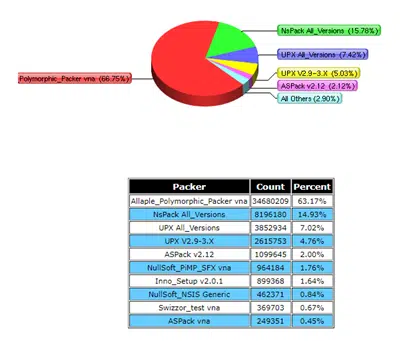 NsPack All_Versions (15.78%)
UPX All_Versions (7.42%)
UPX V2.9-3.X (5.03%)
Polymorphic_Packer vna (66.75%)
ASPack v2.12 (2.12%)
All Others (2.90%)
Packer Count Percent
Allaple_Polymorphic_Packer vna 34680209 63.17%
NsPack All_Versions 8196180 14.93%
UPX All_Versions 3852934 7.02%
UPX V2.9-3.X 2615753 4.76%
ASPack v2.12 1099645 2.00%
NullSoft_PiMP_SFX vna 964184 1.76%
Inno_Setup v2.0.1 899368 1.64%
NullSoft_NSIS Generic 462371 0.84%
Swizzor_test vna 369703 0.67%
ASPack vna 249351 0.45%